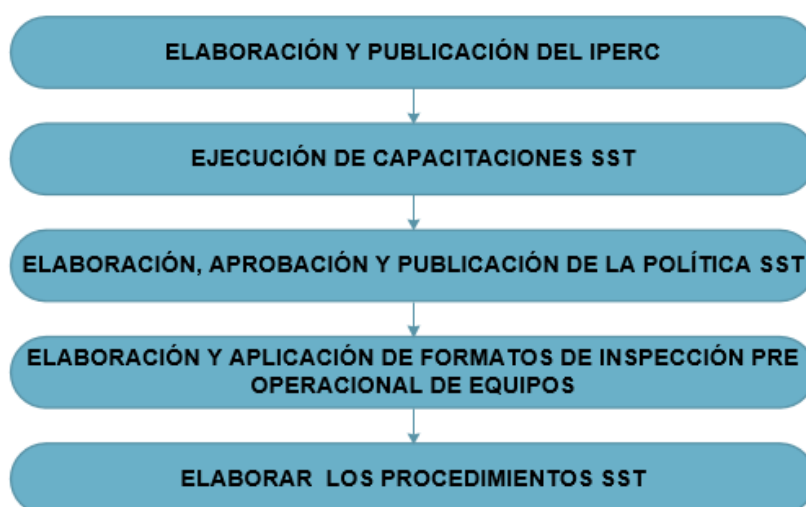 ELABORACIÓN Y PUBLICACIÓN DEL IPERC
EJECUCIÓN DE CAPACITACIONES SST
ELABORACIÓN, APROBACIÓN Y PUBLICACIÓN DE LA POLÍTICA SST
ELABORACIÓN Y APLICACIÓN DE FORMATOS DE INSPECCIÓN PRE
OPERACIONAL DE EQUIPOS
ELABORAR LOS PROCEDIMIENTOS SST